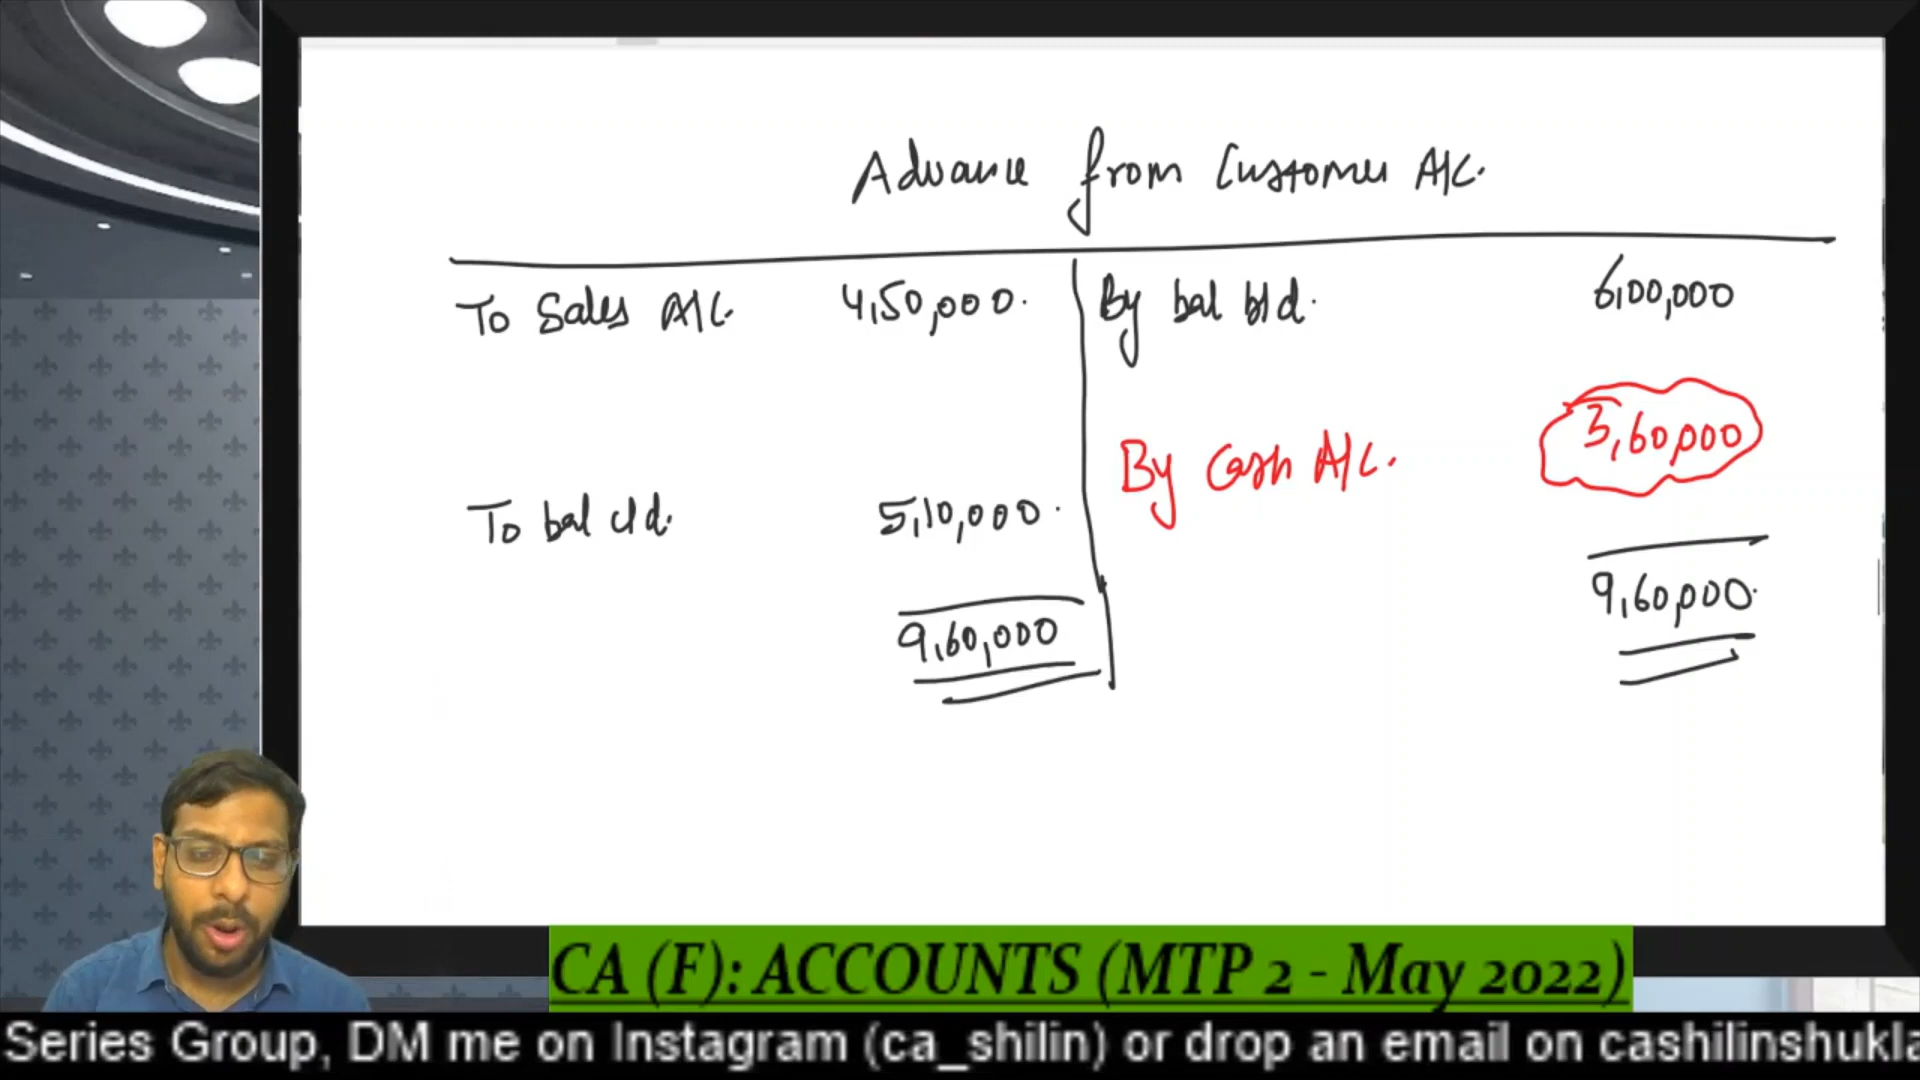 Advance from Customer A/C.
To Sales A/C. 4,50,000. By bal b/d. 6,00,000
By Cash A/C. 3,60,000
To bal c/d. 5,10,000.
9,60,000 9,60,000.
CA (F): ACCOUNTS (MTP 2 - May 2022)
Series Group, DM me on Instagram (ca_shilin) or drop an email on cashilinshukla